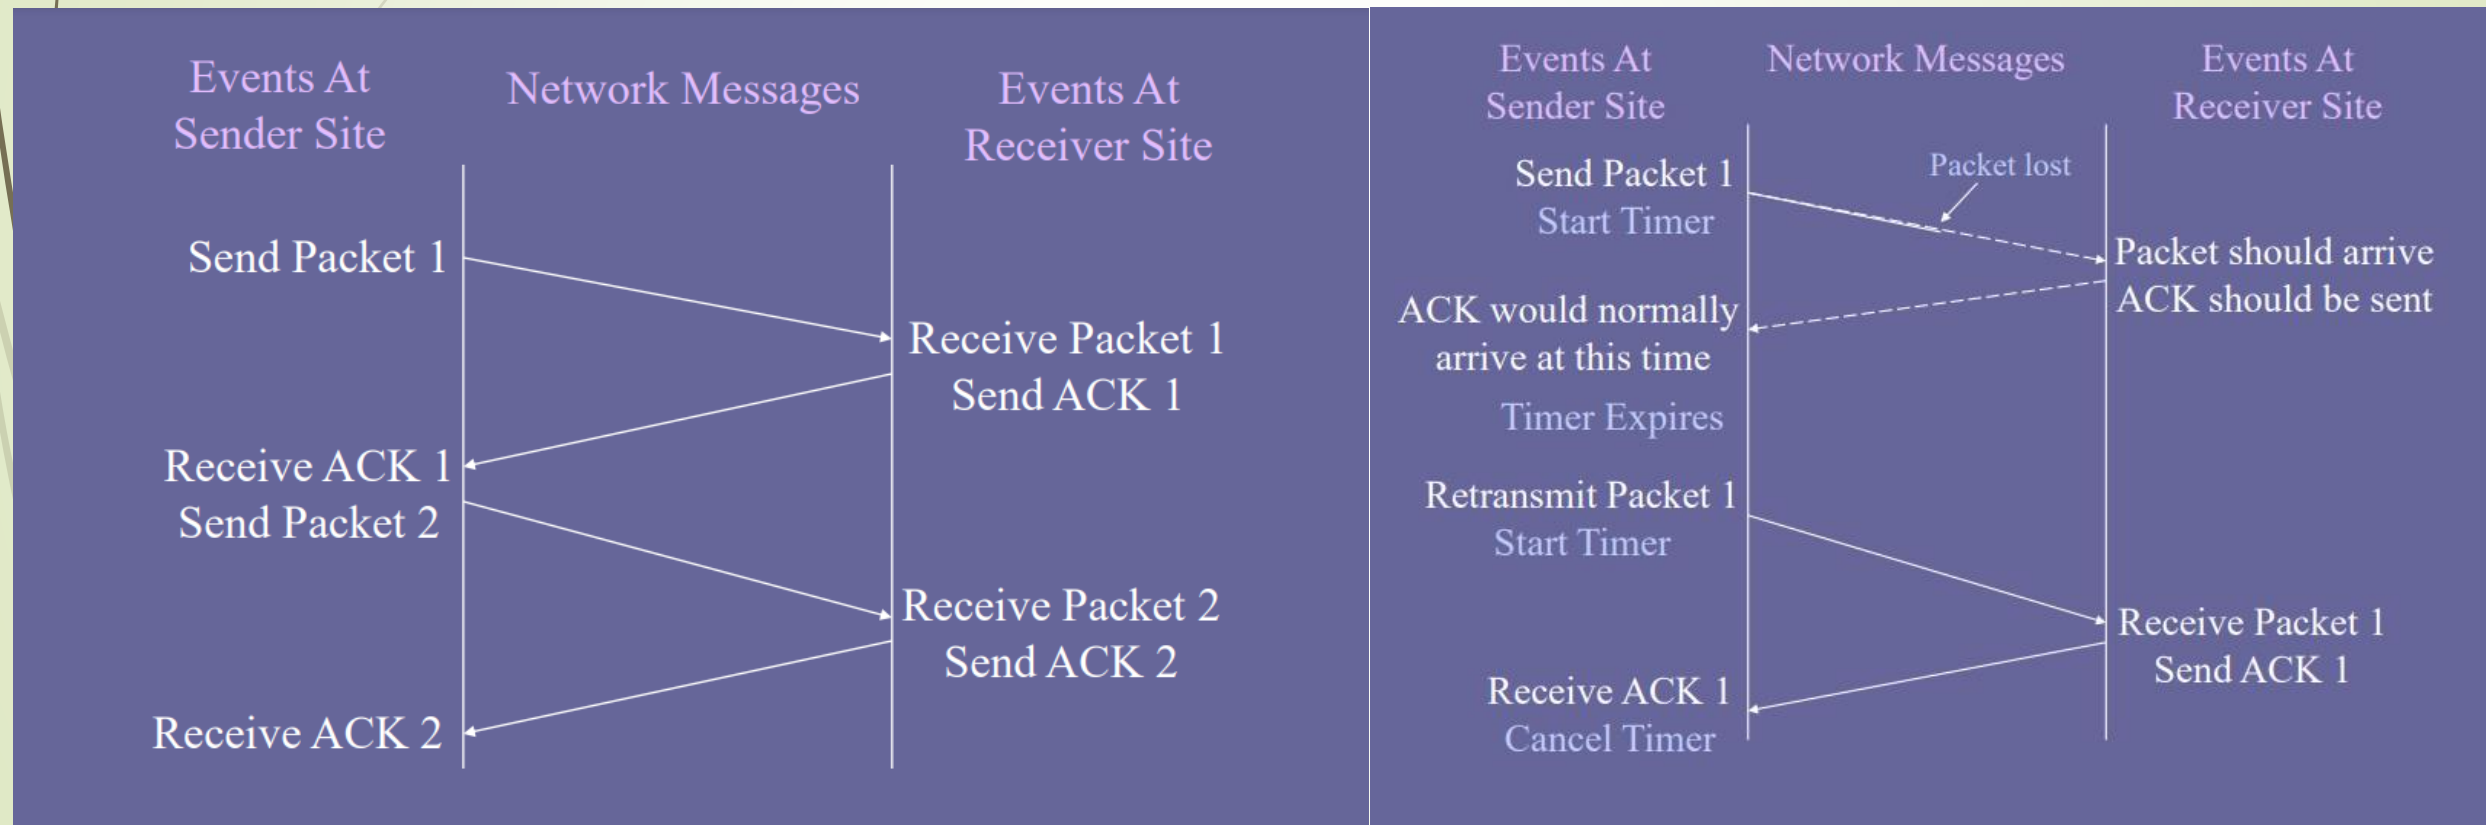 Events At
Sender Site
Network Messages
Events At
Receiver Site
Send Packet 1
Receive Packet 1
Send ACK 1
Receive ACK 1
Send Packet 2
Receive Packet 2
Send ACK 2
Receive ACK 2
Events At
Sender Site
Network Messages
Events At
Receiver Site
Send Packet 1
Start Timer
Packet lost
Packet should arrive
ACK should be sent
ACK would normally
arrive at this time
Timer Expires
Retransmit Packet 1
Start Timer
Receive Packet 1
Send ACK 1
Receive ACK 1
Cancel Timer